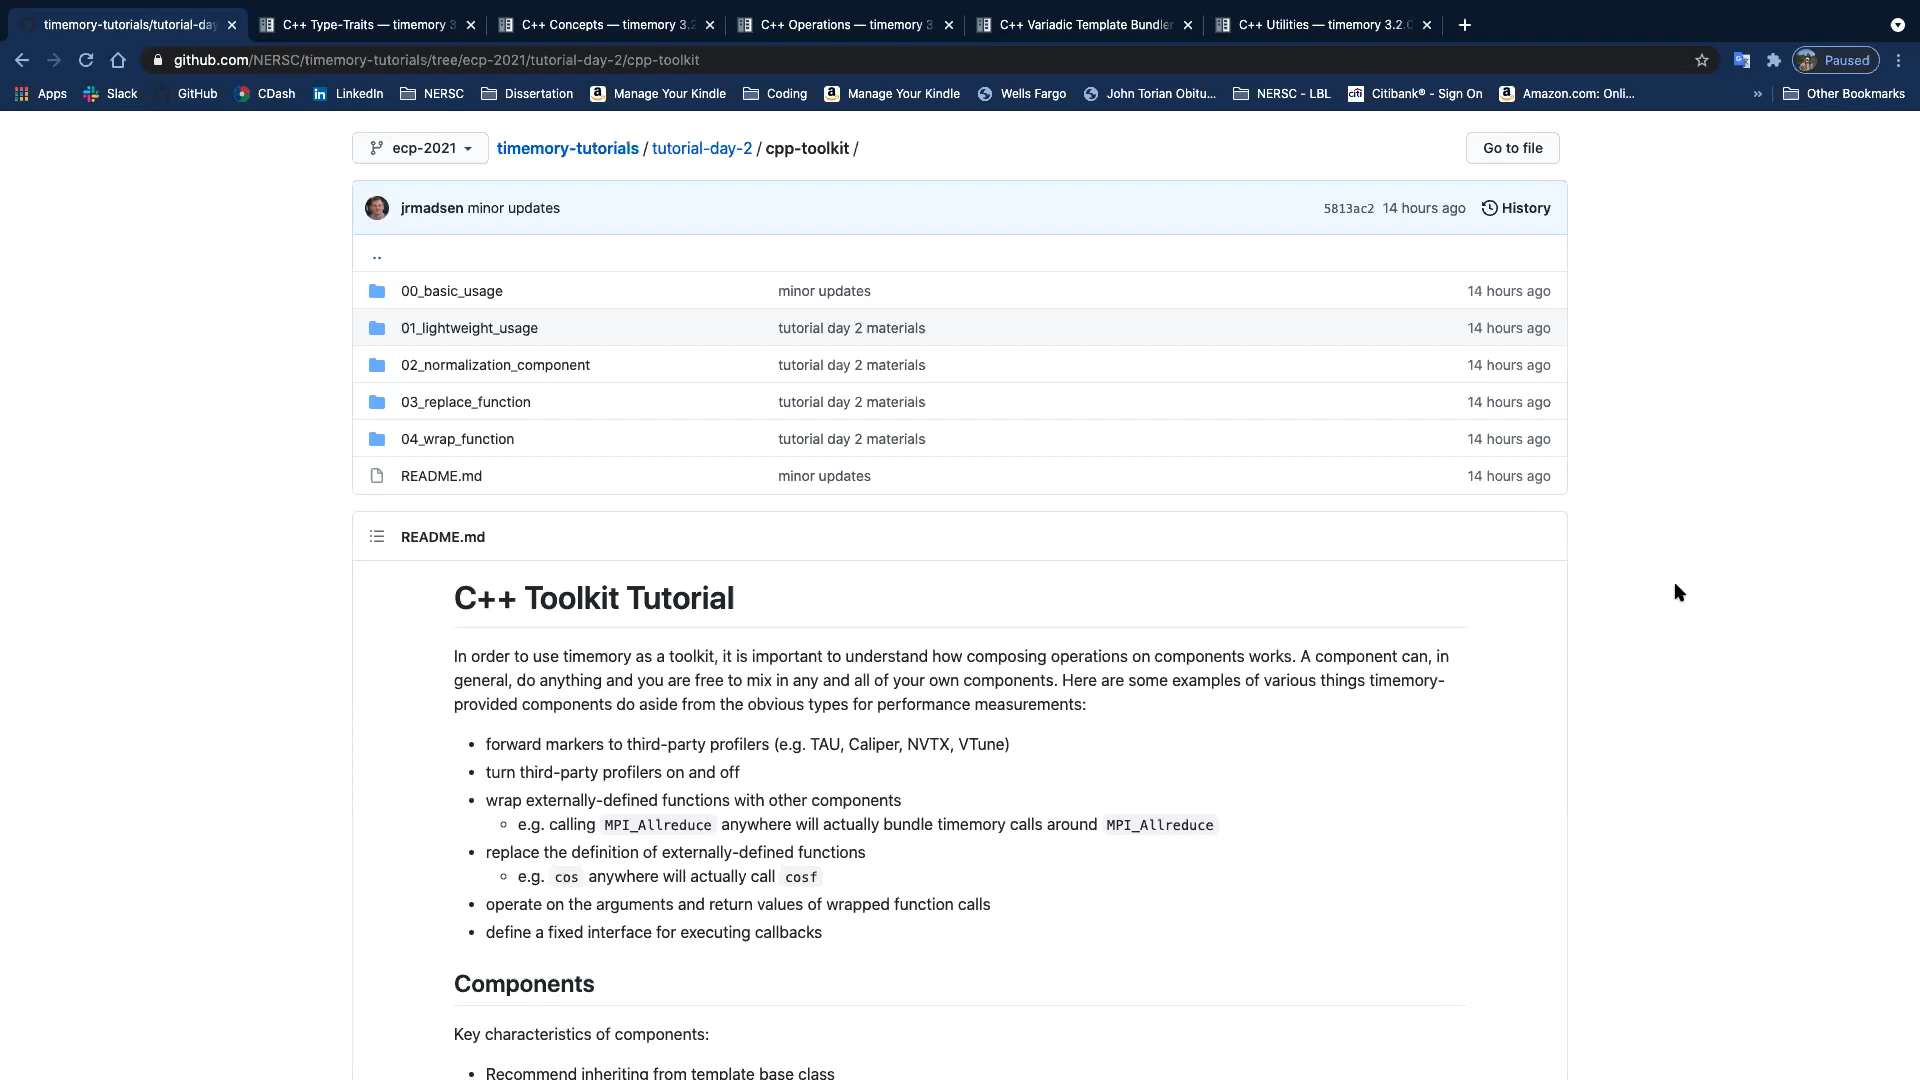 timemory-tutorials/tutorial-day
C++ Type-Traits — timemory 3
C++ Concepts — timemory 3.2
C++ Operations — timemory 3
C++ Variadic Template Bundler
C++ Utilities — timemory 3.2.0
github.com/NERSC/timemory-tutorials/tree/ecp-2021/tutorial-day-2/cpp-toolkit
Paused
Apps
Slack
GitHub
CDash
LinkedIn
NERSC
Dissertation
Manage Your Kindle
Coding
Manage Your Kindle
Wells Fargo
John Torian Obitu...
NERSC - LBL
Citibank® - Sign On
Amazon.com: Onli...
»
Other Bookmarks
ecp-2021
timemory-tutorials / tutorial-day-2 / cpp-toolkit /
Go to file
jrmadsen minor updates
5813ac2 14 hours ago
History
..
00_basic_usage minor updates 14 hours ago
01_lightweight_usage tutorial day 2 materials 14 hours ago
02_normalization_component tutorial day 2 materials 14 hours ago
03_replace_function tutorial day 2 materials 14 hours ago
04_wrap_function tutorial day 2 materials 14 hours ago
README.md minor updates 14 hours ago
README.md
C++ Toolkit Tutorial
In order to use timemory as a toolkit, it is important to understand how composing operations on components works. A component can, in
general, do anything and you are free to mix in any and all of your own components. Here are some examples of various things timemory-
provided components do aside from the obvious types for performance measurements:
• forward markers to third-party profilers (e.g. TAU, Caliper, NVTX, VTune)
• turn third-party profilers on and off
• wrap externally-defined functions with other components
◦ e.g. calling MPI_Allreduce anywhere will actually bundle timemory calls around MPI_Allreduce
• replace the definition of externally-defined functions
◦ e.g. cos anywhere will actually call cosf
• operate on the arguments and return values of wrapped function calls
• define a fixed interface for executing callbacks
Components
Key characteristics of components:
• Recommend inheriting from template base class